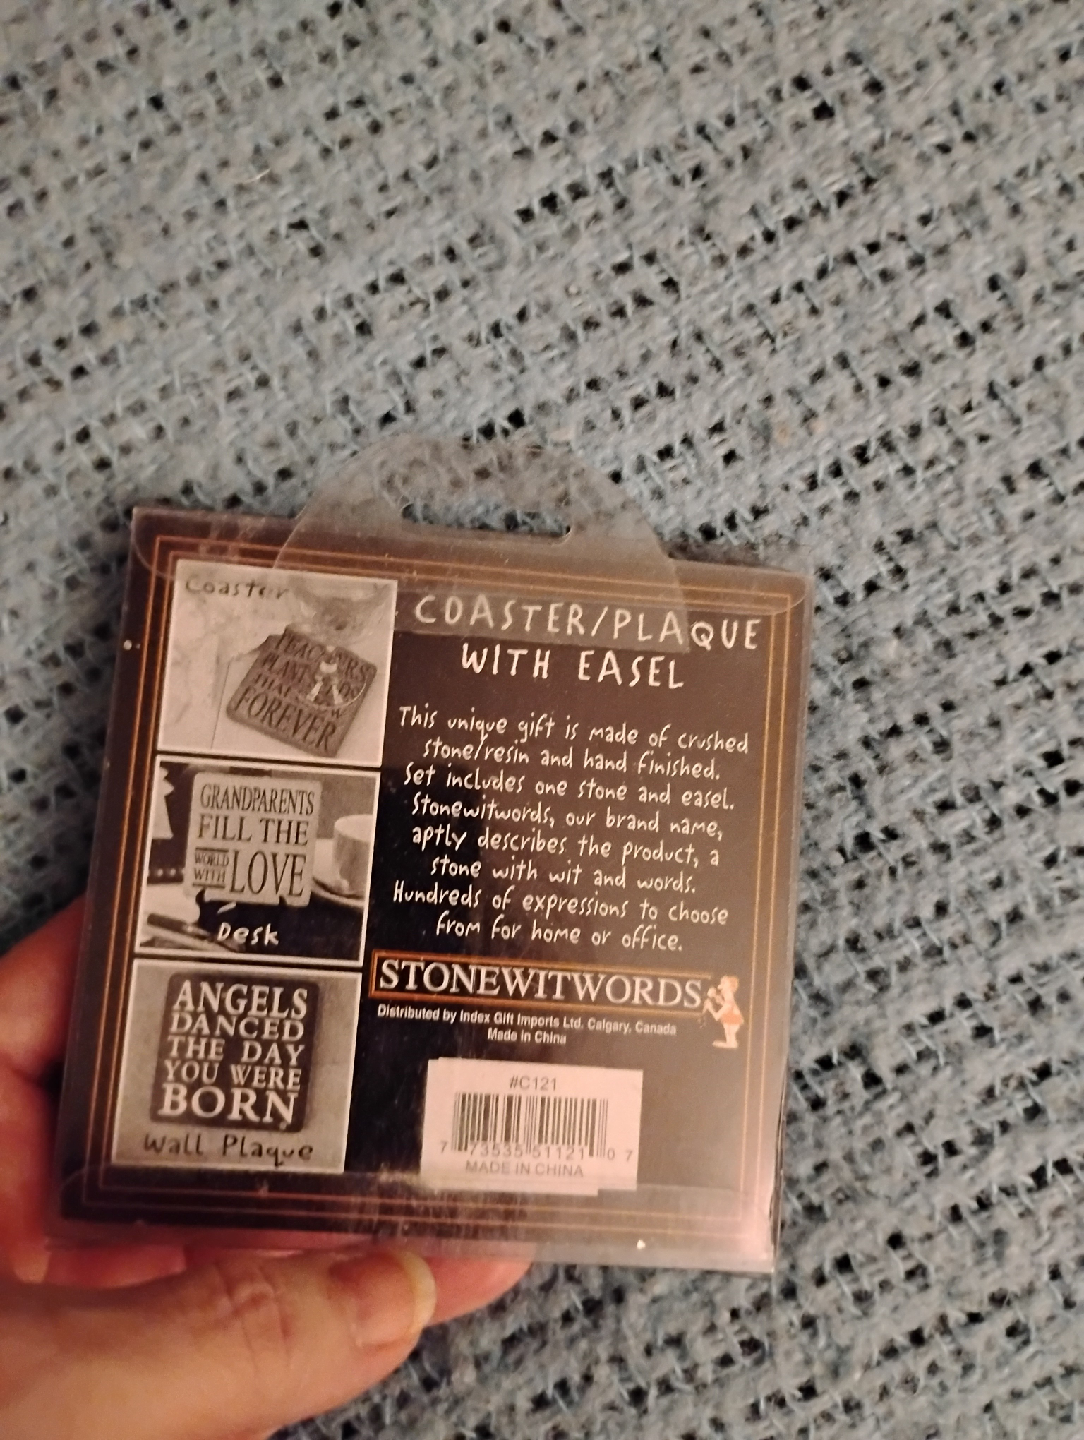 Coaster
TEACHERS
PLANT
THAT GROW
FOREVER
GRANDPARENTS
FILL THE
WORLD
WITH LOVE
Desk
ANGELS
DANCED
THE DAY
YOU WERE
BORN
Wall Plaque
COASTER/PLAQUE
WITH EASEL
This unique gift is made of crushed
stone/resin and hand finished.
Set includes one stone and easel.
Stonewitwords, our brand name,
aptly describes the product, a
stone with wit and words.
Hundreds of expressions to choose
from for home or office.
STONEWITWORDS
Distributed by Index Gift Imports Ltd. Calgary, Canada
Made in China
#C121
7 73535 51121 0 7
MADE IN CHINA